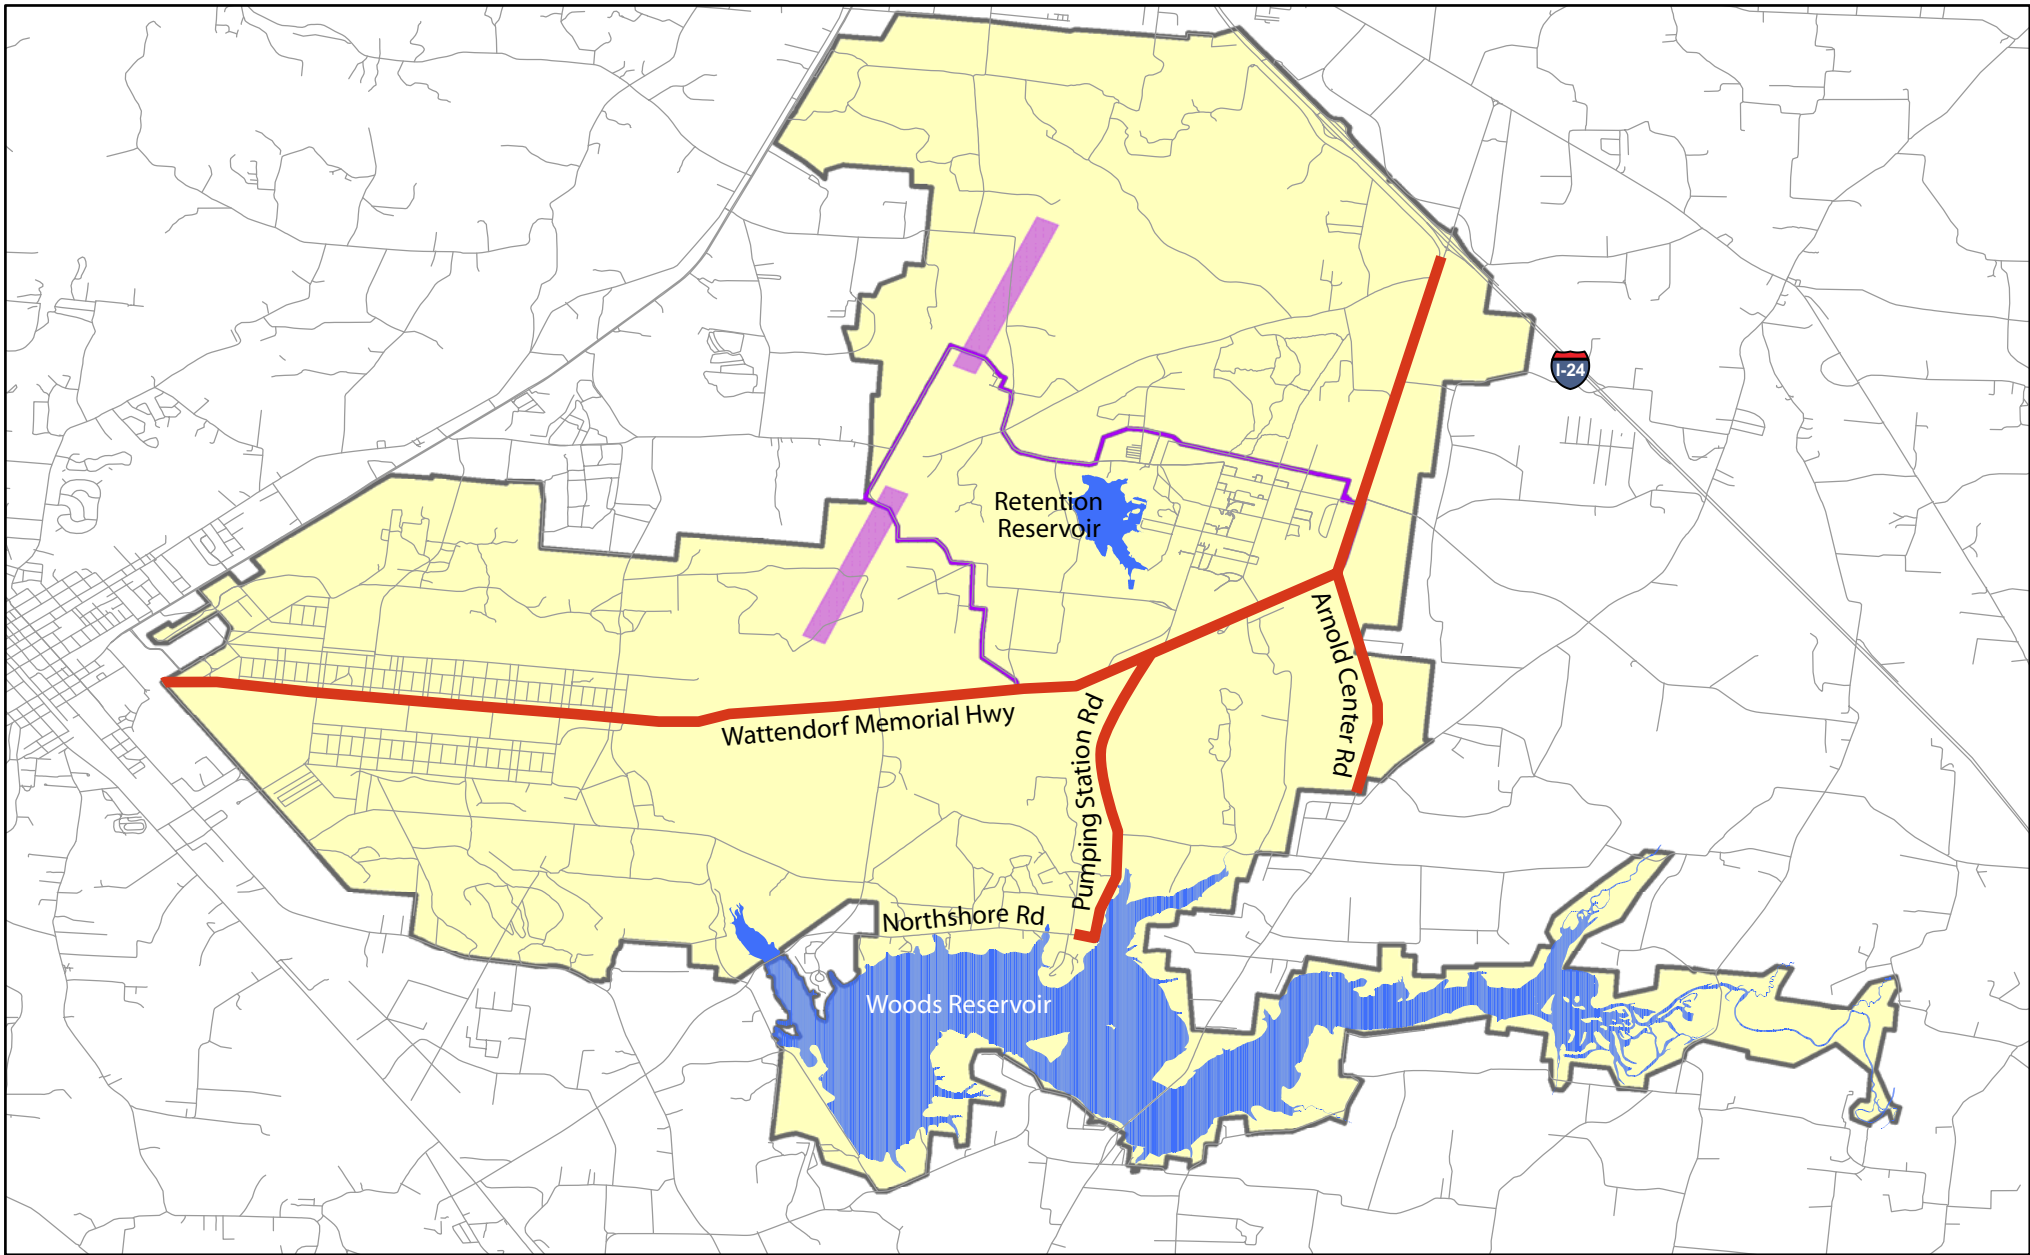 I-24
Retention
Reservoir
Arnold Center Rd
Wattendorf Memorial Hwy
Pumping Station Rd
Northshore Rd
Woods Reservoir